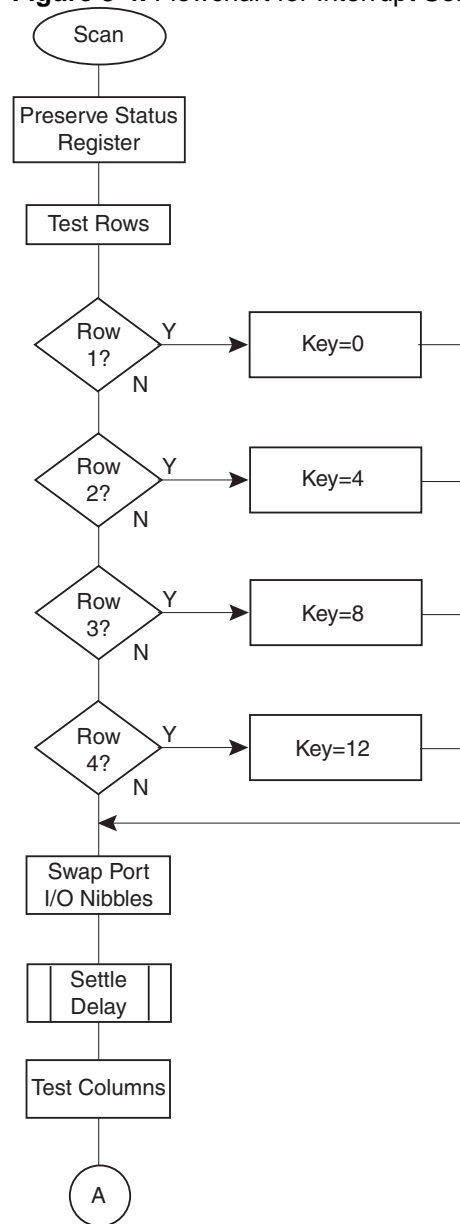 Scan
Preserve Status
Register
Test Rows
Row
1?
Y
N
Key=0
Row
2?
Y
N
Key=4
Row
3?
Y
N
Key=8
Row
4?
Y
N
Key=12
Swap Port
I/O Nibbles
Settle
Delay
Test Columns
A